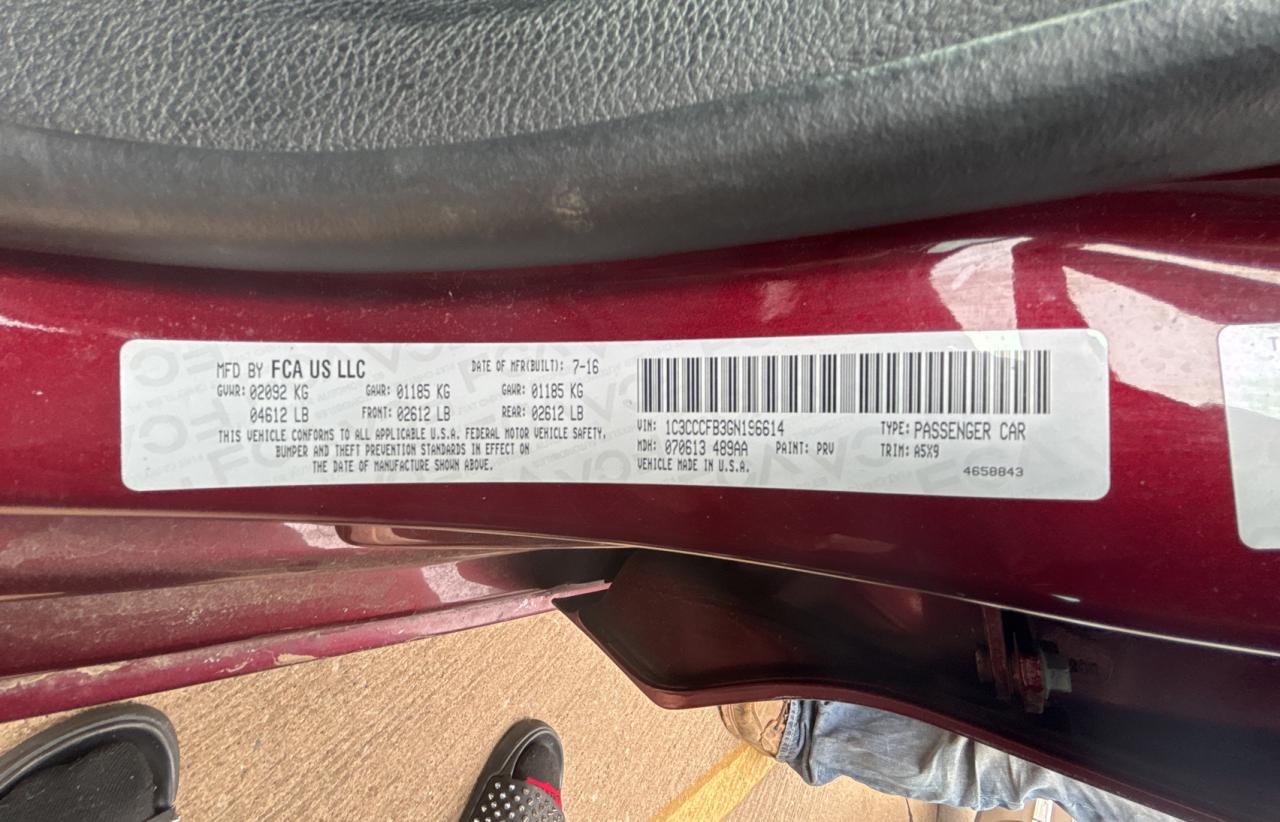 MFD BY FCA US LLC
DATE OF MFR(BUILT): 7-16
GVWR: 02092 KG GAWR: 01185 KG GAWR: 01185 KG
04612 LB FRONT: 02612 LB REAR: 02612 LB
THIS VEHICLE CONFORMS TO ALL APPLICABLE U.S.A. FEDERAL MOTOR VEHICLE SAFETY,
BUMPER AND THEFT PREVENTION STANDARDS IN EFFECT ON
THE DATE OF MANUFACTURE SHOWN ABOVE.
VIN: 1C3CCCFB3GN196614 TYPE: PASSENGER CAR
MDH: 070613 489AA PAINT: PRV TRIM: A5X9
VEHICLE MADE IN U.S.A.
4658843